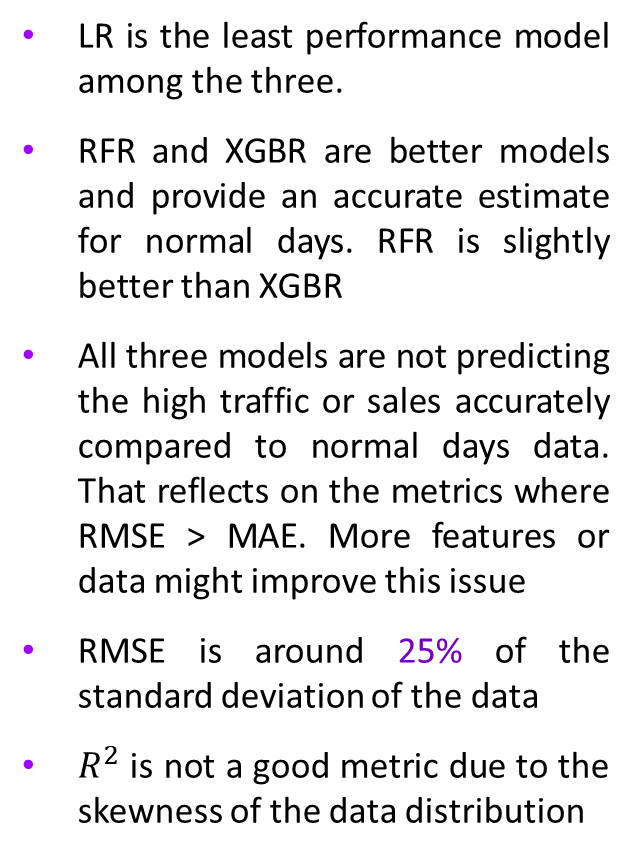 • LR is the least performance model
among the three.
• RFR and XGBR are better models
and provide an accurate estimate
for normal days. RFR is slightly
better than XGBR
• All three models are not predicting
the high traffic or sales accurately
compared to normal days data.
That reflects on the metrics where
RMSE > MAE. More features or
data might improve this issue
• RMSE is around 25% of the
standard deviation of the data
• R² is not a good metric due to the
skewness of the data distribution